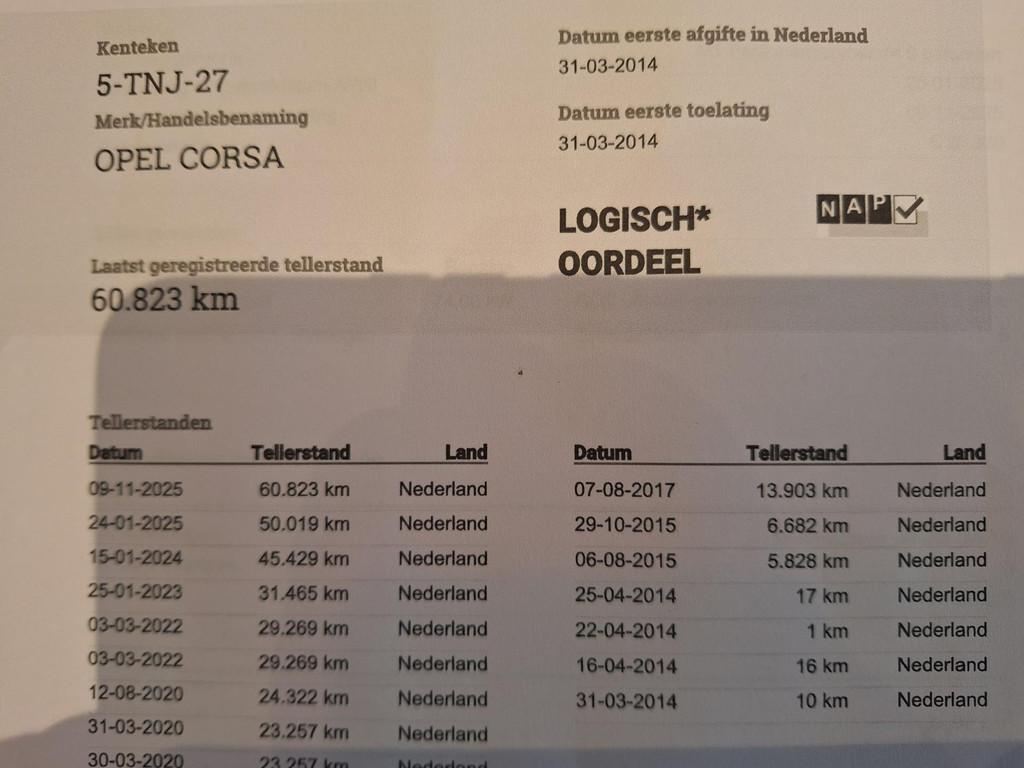 Kenteken
5-TNJ-27
Merk/Handelsbenaming
OPEL CORSA
Datum eerste afgifte in Nederland
31-03-2014
Datum eerste toelating
31-03-2014
LOGISCH*
OORDEEL
NAP
Laatst geregistreerde tellerstand
60.823 km
Tellerstanden
Datum Tellerstand Land
09-11-2025 60.823 km Nederland
24-01-2025 50.019 km Nederland
15-01-2024 45.429 km Nederland
25-01-2023 31.465 km Nederland
03-03-2022 29.269 km Nederland
03-03-2022 29.269 km Nederland
12-08-2020 24.322 km Nederland
31-03-2020 23.257 km Nederland
30-03-2020 23.257 km Nederland
Datum Tellerstand Land
07-08-2017 13.903 km Nederland
29-10-2015 6.682 km Nederland
06-08-2015 5.828 km Nederland
25-04-2014 17 km Nederland
22-04-2014 1 km Nederland
16-04-2014 16 km Nederland
31-03-2014 10 km Nederland